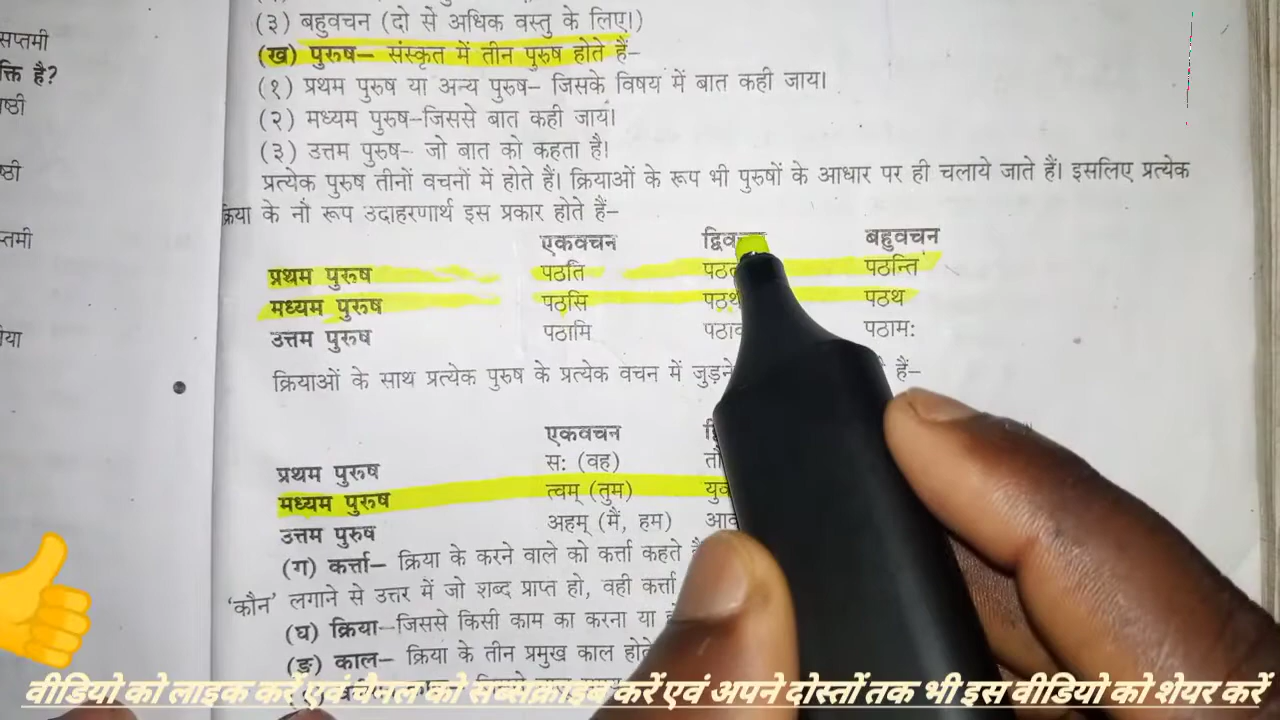 सप्तमी
क्ति है?
ष्ठी
ष्ठी
प्तमी
ीया
(३) बहुवचन (दो से अधिक वस्तु के लिए।)
(ख) पुरुष– संस्कृत में तीन पुरुष होते हैं–
(१) प्रथम पुरुष या अन्य पुरुष– जिसके विषय में बात कही जाय।
(२) मध्यम पुरुष–जिससे बात कही जाय।
(३) उत्तम पुरुष– जो बात को कहता है।
प्रत्येक पुरुष तीनों वचनों में होते हैं। क्रियाओं के रूप भी पुरुषों के आधार पर ही चलाये जाते हैं। इसलिए प्रत्येक
क्रिया के नौ रूप उदाहरणार्थ इस प्रकार होते हैं–
एकवचन द्विव बहुवचन
प्रथम पुरुष पठति पठत पठन्ति
मध्यम पुरुष पठसि पठथ पठथ
उत्तम पुरुष पठामि पठाव पठामः
क्रियाओं के साथ प्रत्येक पुरुष के प्रत्येक वचन में जुड़ने हैं–
एकवचन
प्रथम पुरुष सः (वह) तौ
मध्यम पुरुष त्वम् (तुम) युव
उत्तम पुरुष अहम् (मैं, हम) आव
(ग) कर्त्ता– क्रिया के करने वाले को कर्त्ता कहते
'कौन' लगाने से उत्तर में जो शब्द प्राप्त हो, वही कर्त्ता
(घ) क्रिया–जिससे किसी काम का करना या
(ङ) काल– क्रिया के तीन प्रमुख काल होते
वीडियो को लाइक करें एवं चैनल को सब्सक्राइब करें एवं अपने दोस्तों तक भी इस वीडियो को शेयर करें